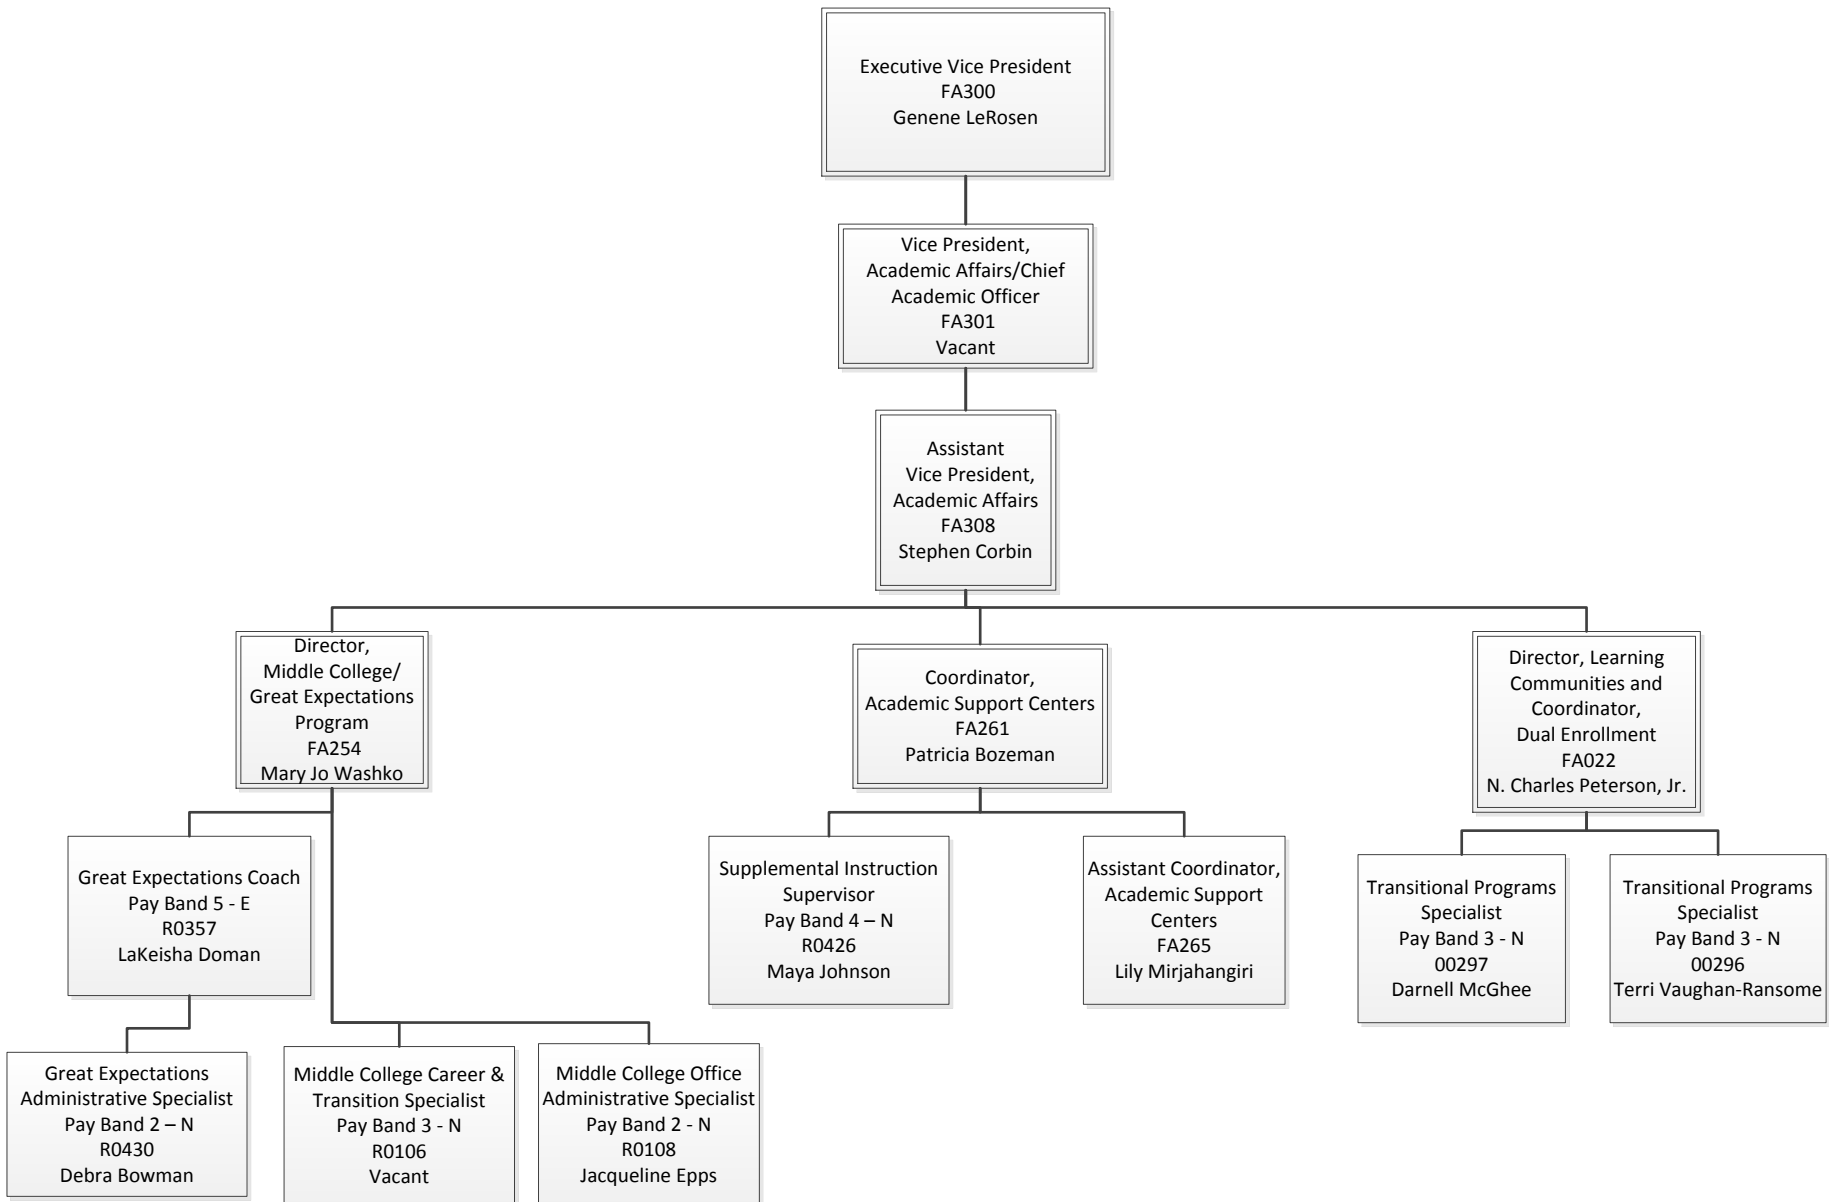 Executive Vice President
FA300
Genene LeRosen
Vice President,
Academic Affairs/Chief
Academic Officer
FA301
Vacant
Assistant
Vice President,
Academic Affairs
FA308
Stephen Corbin
Director,
Middle College/
Great Expectations
Program
FA254
Mary Jo Washko
Coordinator,
Academic Support Centers
FA261
Patricia Bozeman
Director, Learning
Communities and
Coordinator,
Dual Enrollment
FA022
N. Charles Peterson, Jr.
Great Expectations Coach
Pay Band 5 - E
R0357
LaKeisha Doman
Supplemental Instruction
Supervisor
Pay Band 4 – N
R0426
Maya Johnson
Assistant Coordinator,
Academic Support
Centers
FA265
Lily Mirjahangiri
Transitional Programs
Specialist
Pay Band 3 - N
00297
Darnell McGhee
Transitional Programs
Specialist
Pay Band 3 - N
00296
Terri Vaughan-Ransome
Great Expectations
Administrative Specialist
Pay Band 2 – N
R0430
Debra Bowman
Middle College Career &
Transition Specialist
Pay Band 3 - N
R0106
Vacant
Middle College Office
Administrative Specialist
Pay Band 2 - N
R0108
Jacqueline Epps